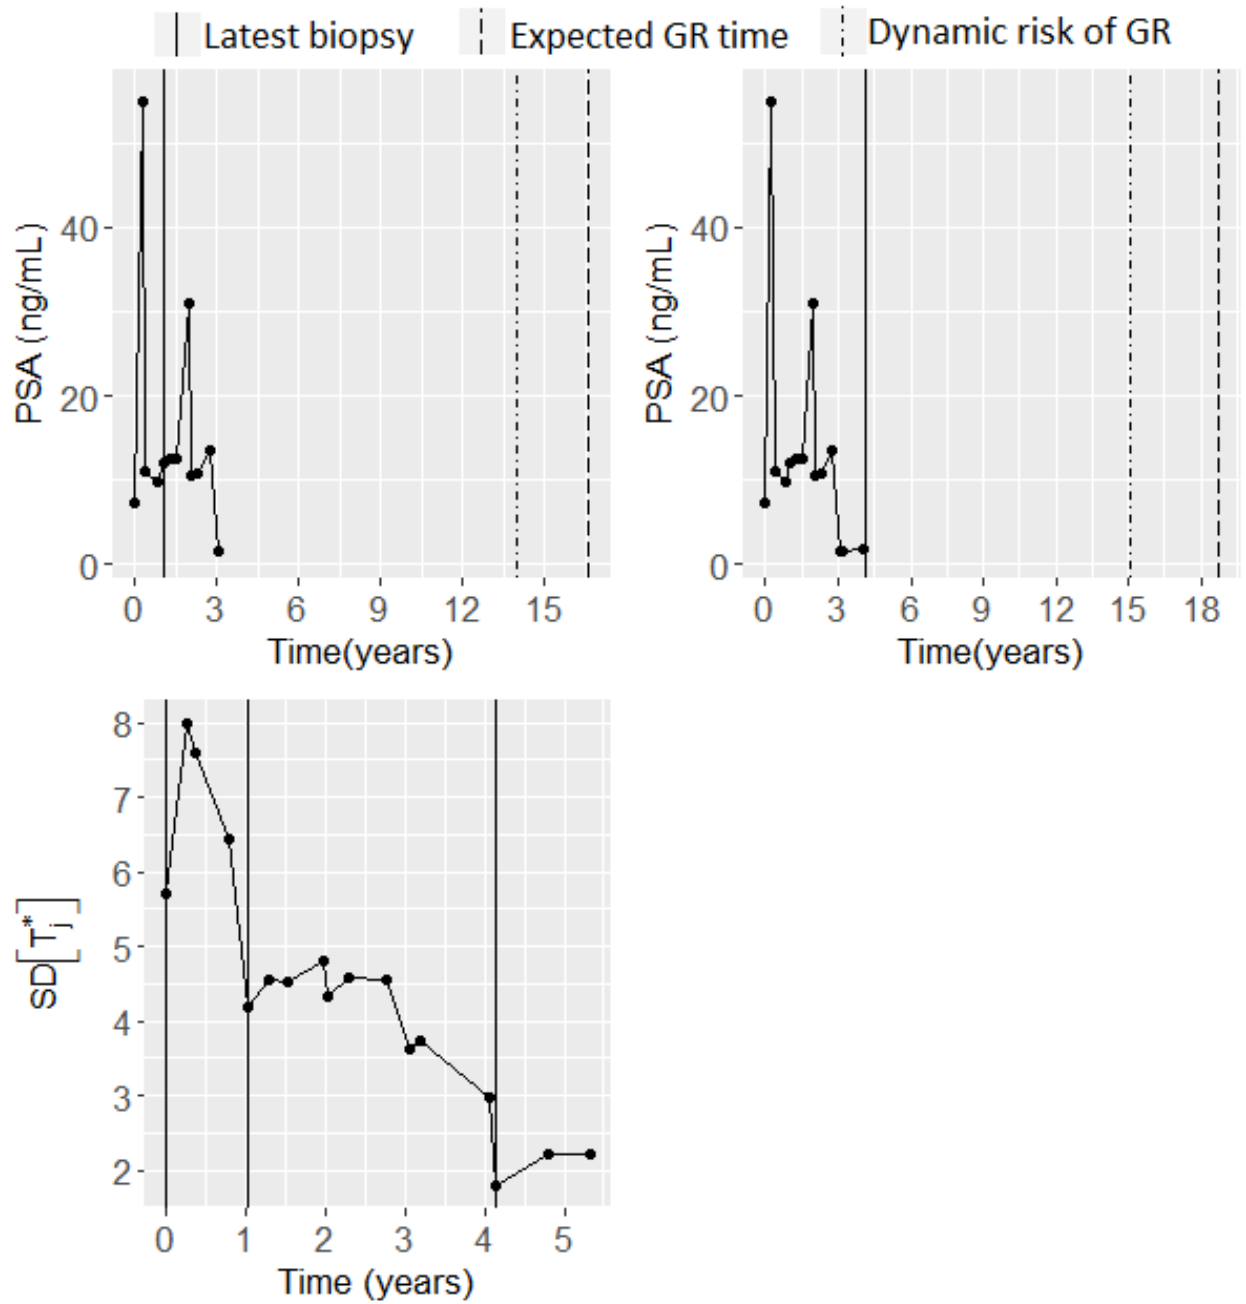 Latest biopsy Expected GR time Dynamic risk of GR
PSA (ng/mL)
40
20
0
0 3 6 9 12 15
Time(years)
PSA (ng/mL)
40
20
0
0 3 6 9 12 15 18
Time(years)
SD[T*j]
8
7
6
5
4
3
2
0 1 2 3 4 5
Time (years)